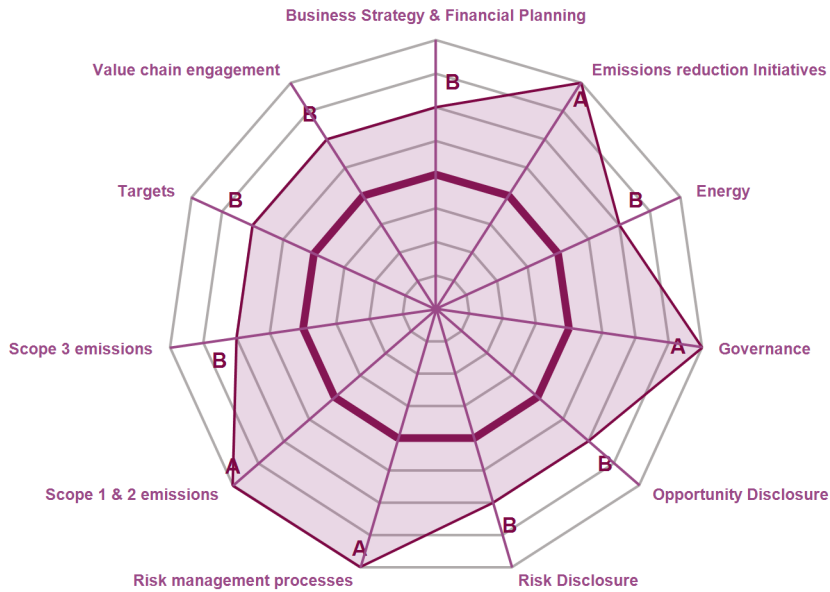 Business Strategy & Financial Planning
Value chain engagement
Emissions reduction Initiatives
B
A
B
Targets
B
B
Energy
Scope 3 emissions
B
A
Governance
Scope 1 & 2 emissions
A
B
Opportunity Disclosure
A
B
Risk management processes
Risk Disclosure